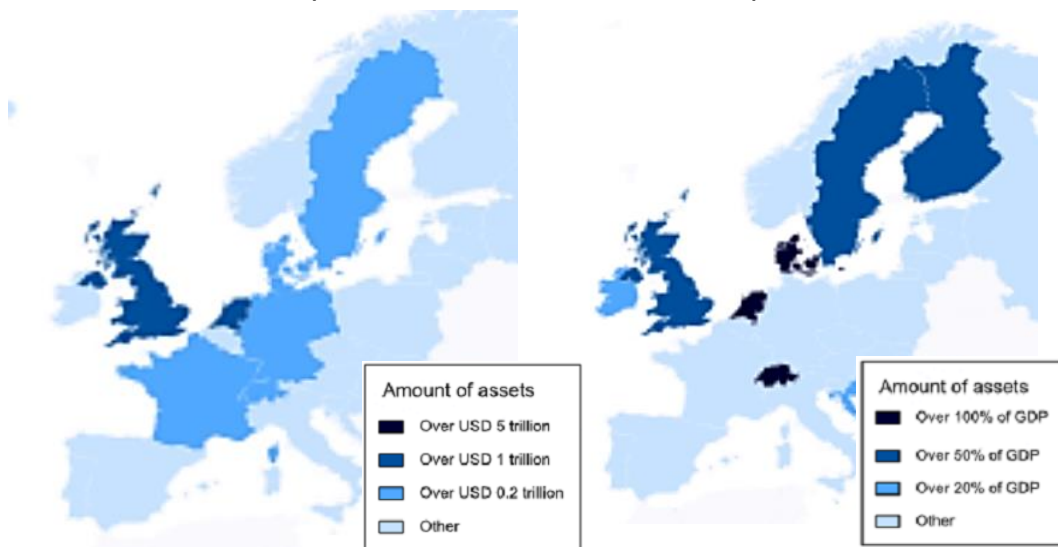 Amount of assets
Over USD 5 trillion
Over USD 1 trillion
Over USD 0.2 trillion
Other
Amount of assets
Over 100% of GDP
Over 50% of GDP
Over 20% of GDP
Other